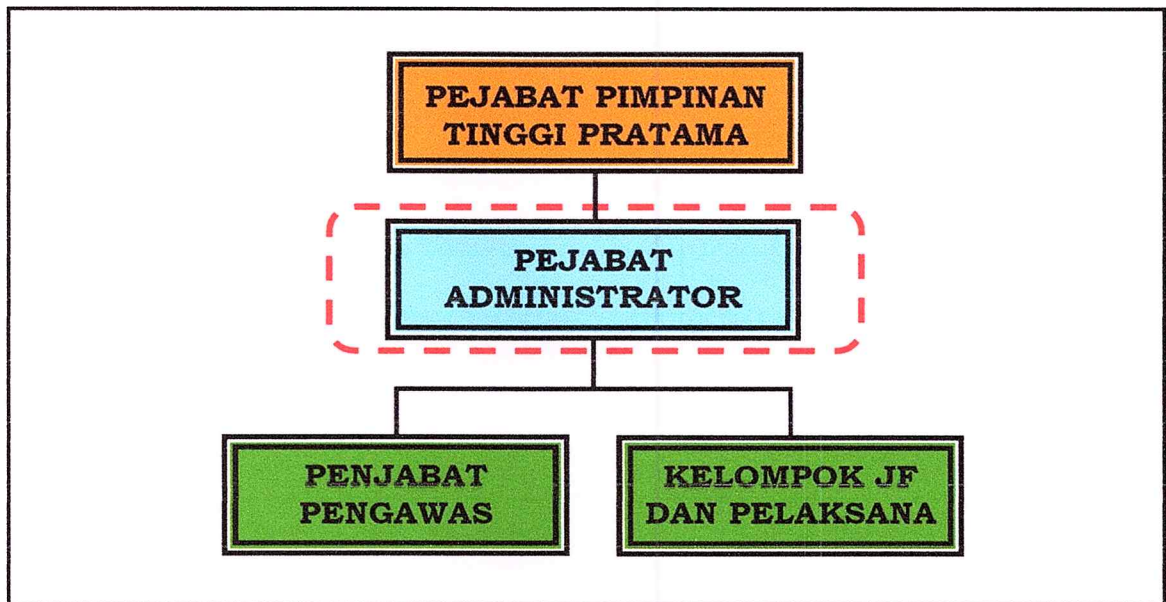 PEJABAT PIMPINAN
TINGGI PRATAMA
PEJABAT
ADMINISTRATOR
PENJABAT
PENGAWAS
KELOMPOK JF
DAN PELAKSANA